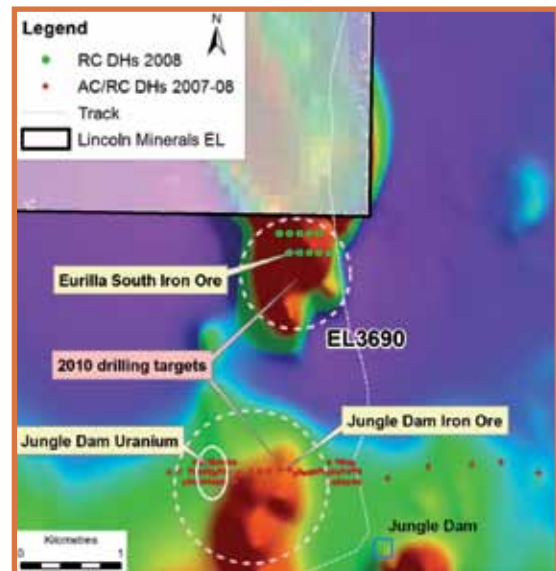 Legend
N
RC DHs 2008
AC/RC DHs 2007-08
Track
Lincoln Minerals EL
Eurilla South Iron Ore
EL3690
2010 drilling targets
Jungle Dam Iron Ore
Jungle Dam Uranium
Jungle Dam
Kilometres
0 1